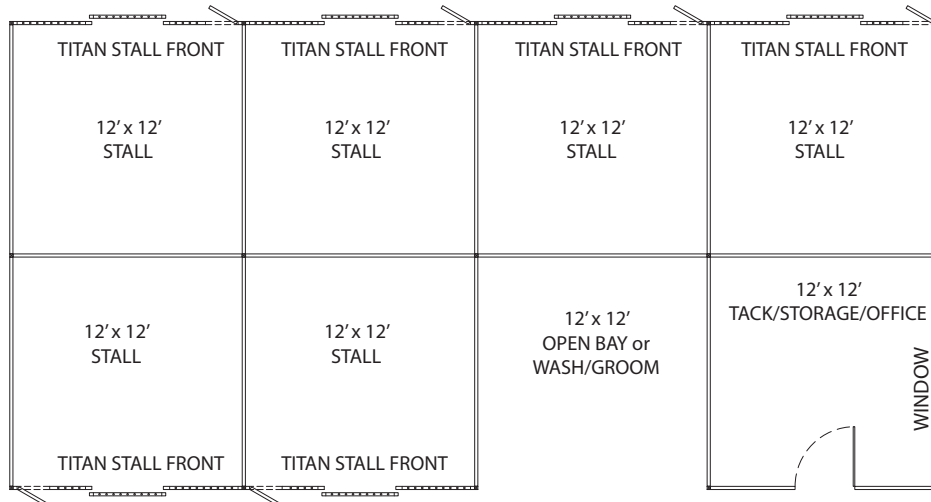 TITAN STALL FRONT
TITAN STALL FRONT
TITAN STALL FRONT
TITAN STALL FRONT
12’ x 12’
STALL
12’ x 12’
STALL
12’ x 12’
STALL
12’ x 12’
STALL
12’ x 12’
STALL
12’ x 12’
STALL
12’ x 12’
OPEN BAY or
WASH/GROOM
12’ x 12’
TACK/STORAGE/OFFICE
WINDOW
TITAN STALL FRONT
TITAN STALL FRONT